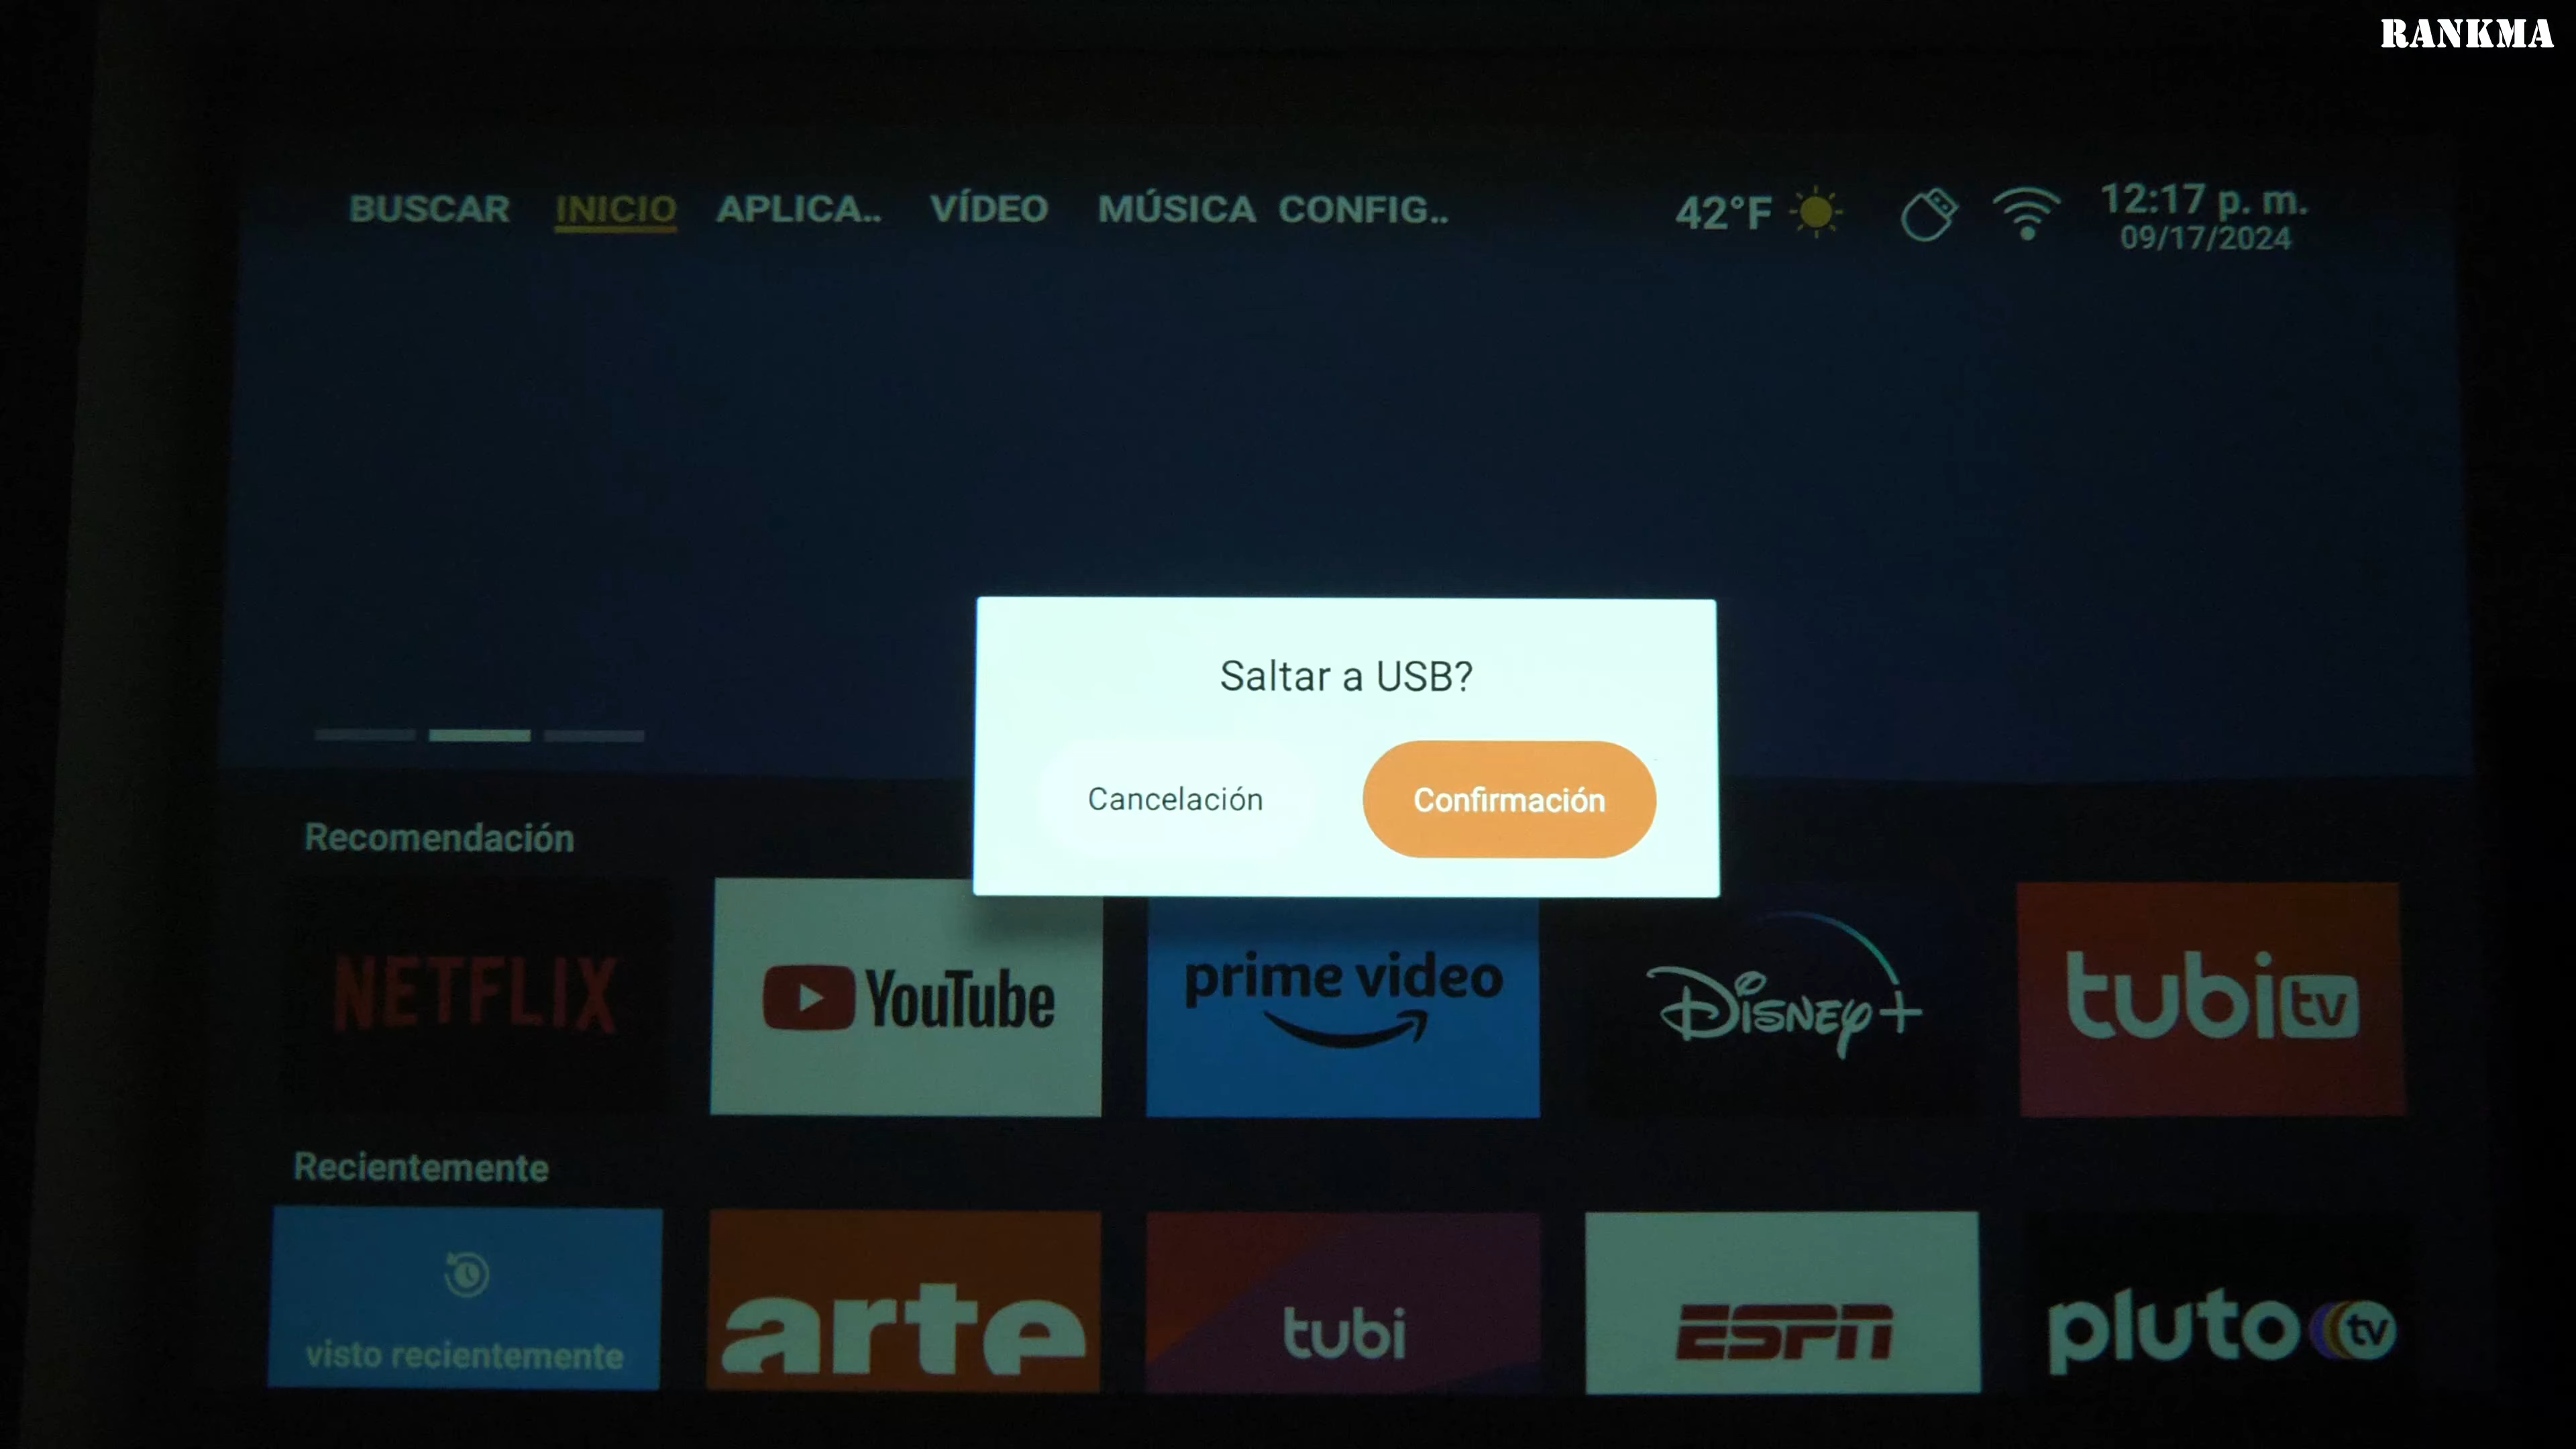 RANKMA
BUSCAR INICIO APLICA.. VÍDEO MÚSICA CONFIG.. 42°F 12:17 p. m.
09/17/2024
Saltar a USB?
Cancelación Confirmación
Recomendación
NETFLIX YouTube prime video Disney+ tubi tv
Recientemente
visto recientemente arte tubi ESPN pluto tv